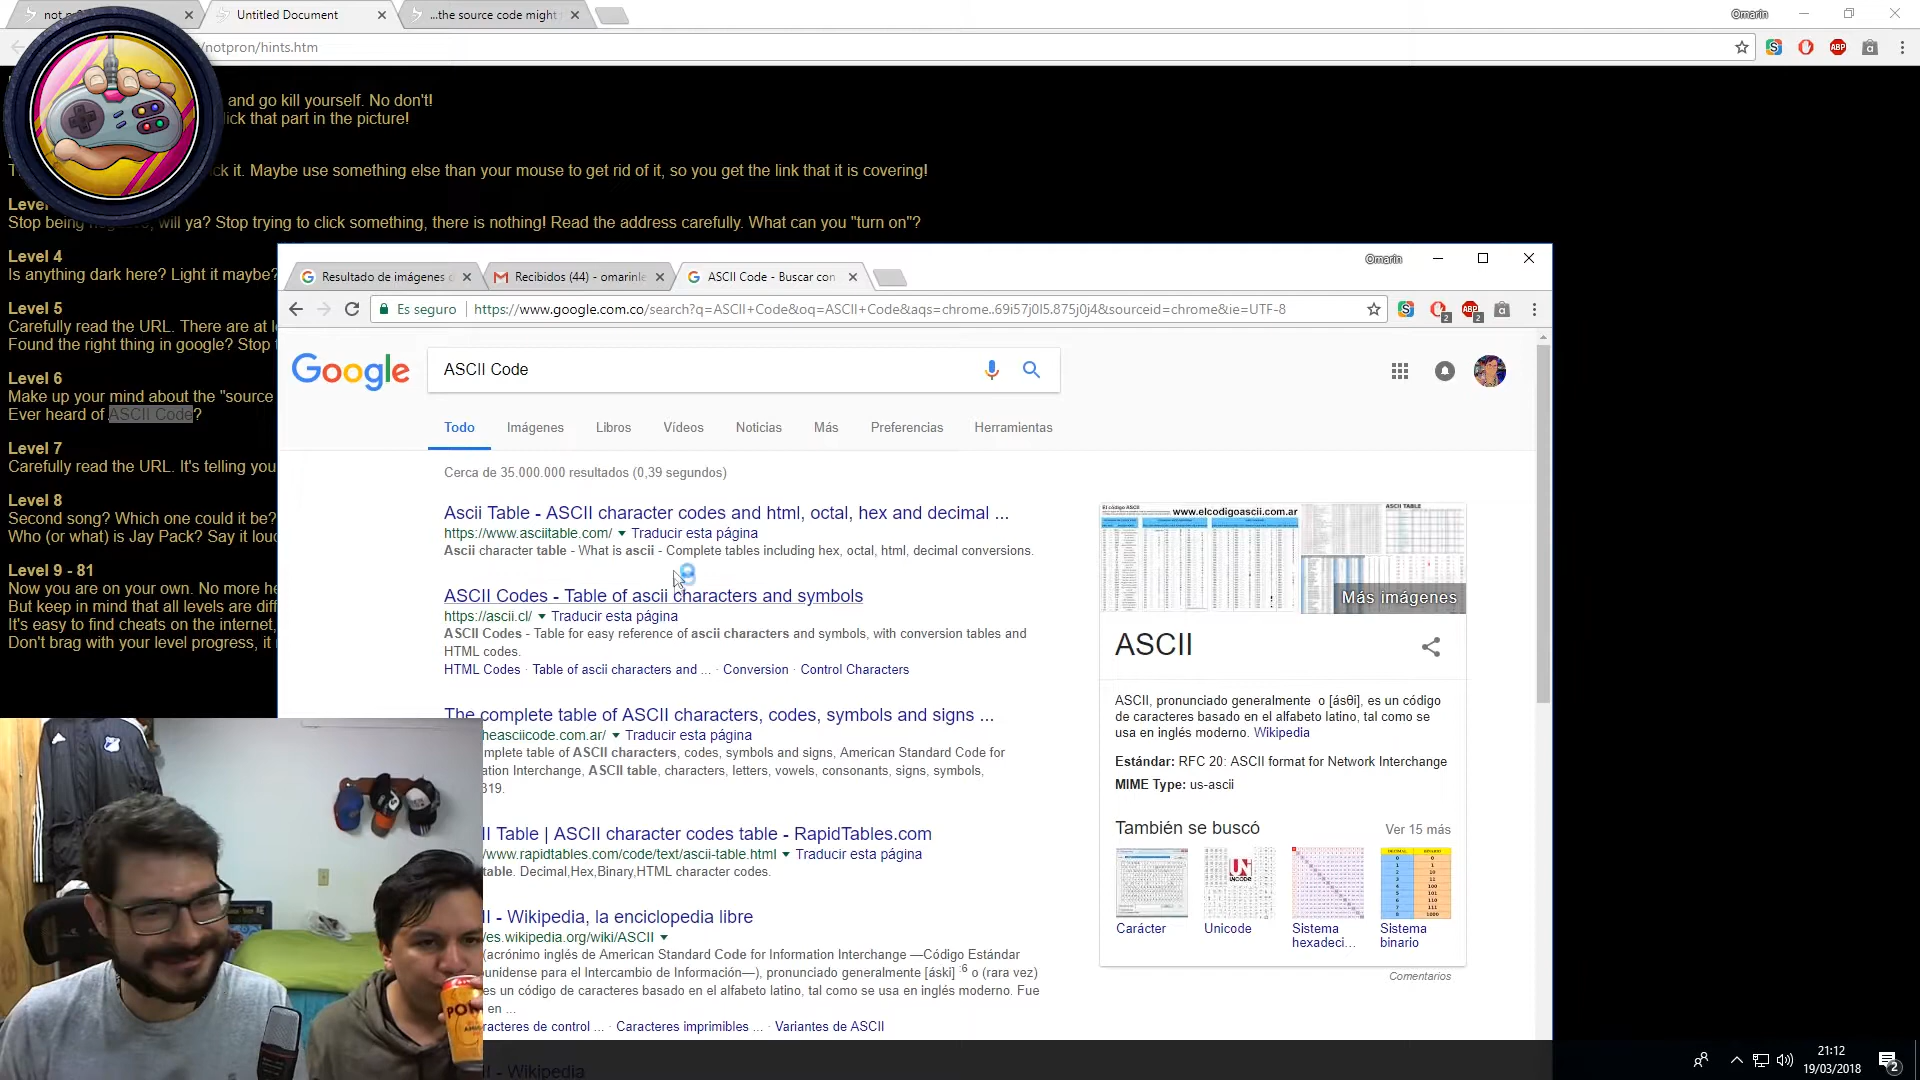 not
Untitled Document
...the source code might
Omarin
/notpron/hints.htm
and go kill yourself. No don't!
lick that part in the picture!
ick it. Maybe use something else than your mouse to get rid of it, so you get the link that it is covering!
Level
Stop being negative, will ya? Stop trying to click something, there is nothing! Read the address carefully. What can you "turn on"?
Level 4
Is anything dark here? Light it maybe?
Level 5
Carefully read the URL. There are at le
Found the right thing in google? Stop t
Level 6
Make up your mind about the "source
Ever heard of ASCII Code?
Level 7
Carefully read the URL. It's telling you
Level 8
Second song? Which one could it be?
Who (or what) is Jay Pack? Say it loud
Level 9 - 81
Now you are on your own. No more he
But keep in mind that all levels are diff
It's easy to find cheats on the internet,
Don't brag with your level progress, it
Resultado de imágenes d
Recibidos (44) - omarinle
ASCII Code - Buscar con
Omarin
Es seguro
https://www.google.com.co/search?q=ASCII+Code&oq=ASCII+Code&aqs=chrome..69i57j0l5.875j0j4&sourceid=chrome&ie=UTF-8
Google
ASCII Code
Todo
Imágenes
Libros
Vídeos
Noticias
Más
Preferencias
Herramientas
Cerca de 35.000.000 resultados (0,39 segundos)
Ascii Table - ASCII character codes and html, octal, hex and decimal ...
https://www.asciitable.com/ Traducir esta página
Ascii character table - What is ascii - Complete tables including hex, octal, html, decimal conversions.
ASCII Codes - Table of ascii characters and symbols
https://ascii.cl/ Traducir esta página
ASCII Codes - Table for easy reference of ascii characters and symbols, with conversion tables and
HTML codes.
HTML Codes · Table of ascii characters and ... · Conversion · Control Characters
The complete table of ASCII characters, codes, symbols and signs ...
heasciicode.com.ar/ Traducir esta página
mplete table of ASCII characters, codes, symbols and signs, American Standard Code for
ation Interchange, ASCII table, characters, letters, vowels, consonants, signs, symbols,
319.
II Table | ASCII character codes table - RapidTables.com
/www.rapidtables.com/code/text/ascii-table.html Traducir esta página
table. Decimal,Hex,Binary,HTML character codes.
II - Wikipedia, la enciclopedia libre
/es.wikipedia.org/wiki/ASCII
(acrónimo inglés de American Standard Code for Information Interchange —Código Estándar
ounidense para el Intercambio de Información—), pronunciado generalmente [áski] 6 o (rara vez)
es un código de caracteres basado en el alfabeto latino, tal como se usa en inglés moderno. Fue
en ...
racteres de control ... · Caracteres imprimibles ... · Variantes de ASCII
II - Wikipedia
El código ASCII
www.elcodigoascii.com.ar
ASCII TABLE
Más imágenes
ASCII
ASCII, pronunciado generalmente o [ásθi], es un código
de caracteres basado en el alfabeto latino, tal como se
usa en inglés moderno. Wikipedia
Estándar: RFC 20: ASCII format for Network Interchange
MIME Type: us-ascii
También se buscó
Ver 15 más
UNICODE
Carácter
Unicode
Sistema
hexadeci...
Sistema
binario
Comentarios
21:12
19/03/2018
2